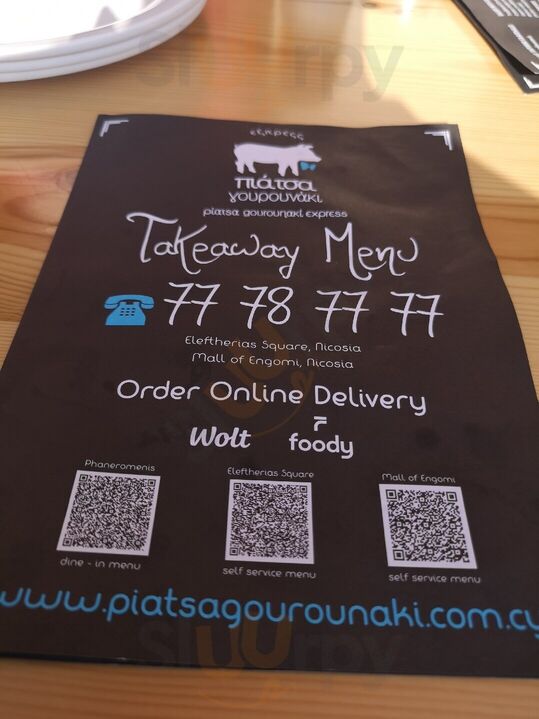 sluurpy
εξπρεςς
πιάτσα
γουρουνάκι
piatsa gourounaki express
Takeaway Menu
77 78 77 77
Eleftherias Square, Nicosia
Mall of Engomi, Nicosia
Order Online Delivery
Wolt foody
Phaneromenis Eleftherias Square Mall of Engomi
dine - in menu self service menu self service menu
www.piatsagourounaki.com.cy
sluurpy